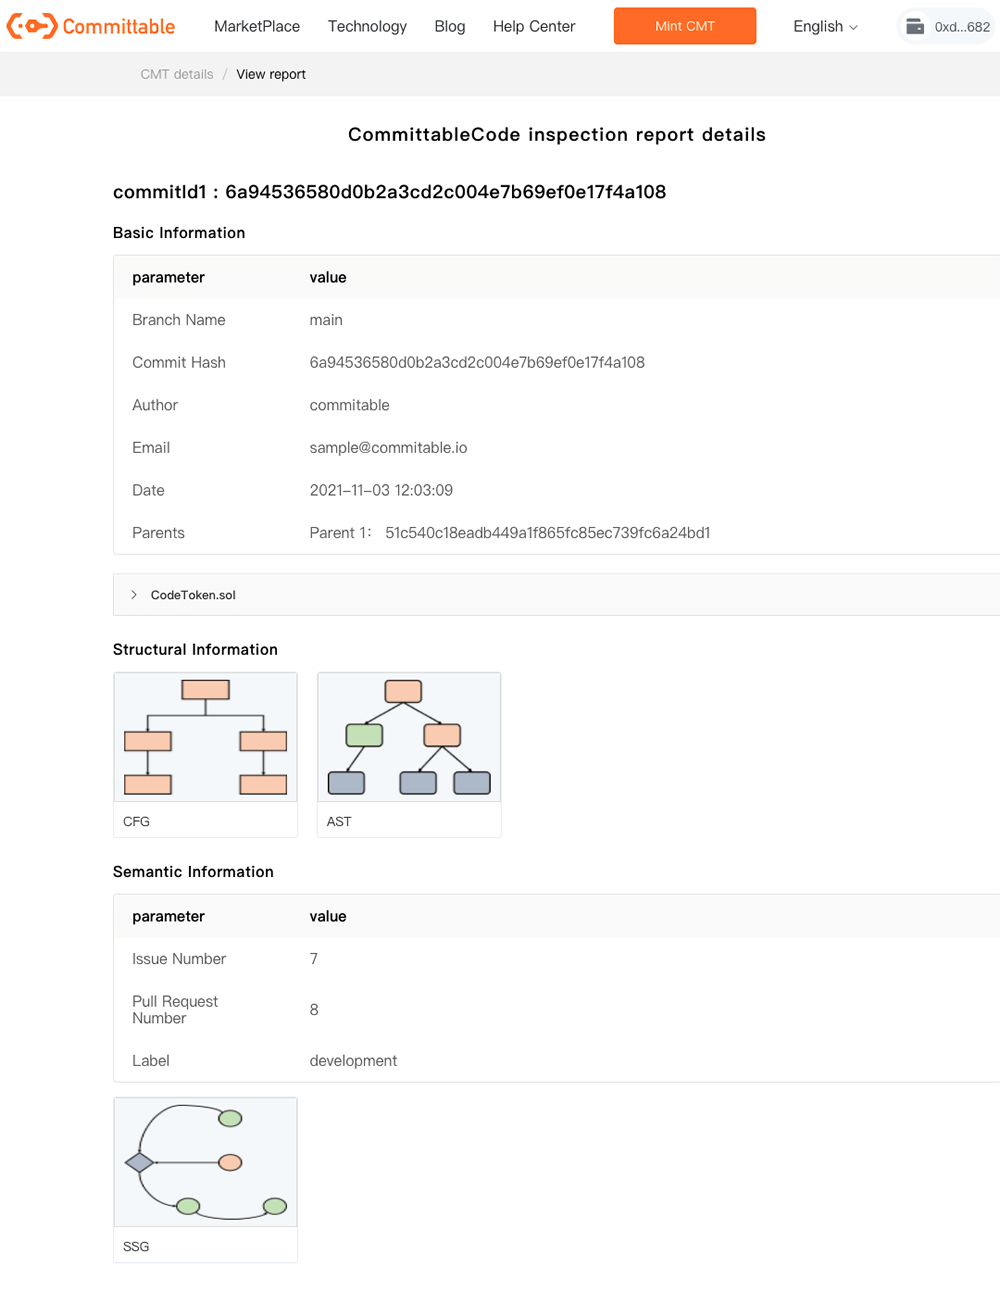 Committable MarketPlace Technology Blog Help Center Mint CMT English 0xd...682
CMT details / View report
CommittableCode inspection report details
commitId1 : 6a94536580d0b2a3cd2c004e7b69ef0e17f4a108
Basic Information
parameter value
Branch Name main
Commit Hash 6a94536580d0b2a3cd2c004e7b69ef0e17f4a108
Author commitable
Email sample@commitable.io
Date 2021-11-03 12:03:09
Parents Parent 1: 51c540c18eadb449a1f865fc85ec739fc6a24bd1
CodeToken.sol
Structural Information
CFG AST
Semantic Information
parameter value
Issue Number 7
Pull Request
Number 8
Label development
SSG